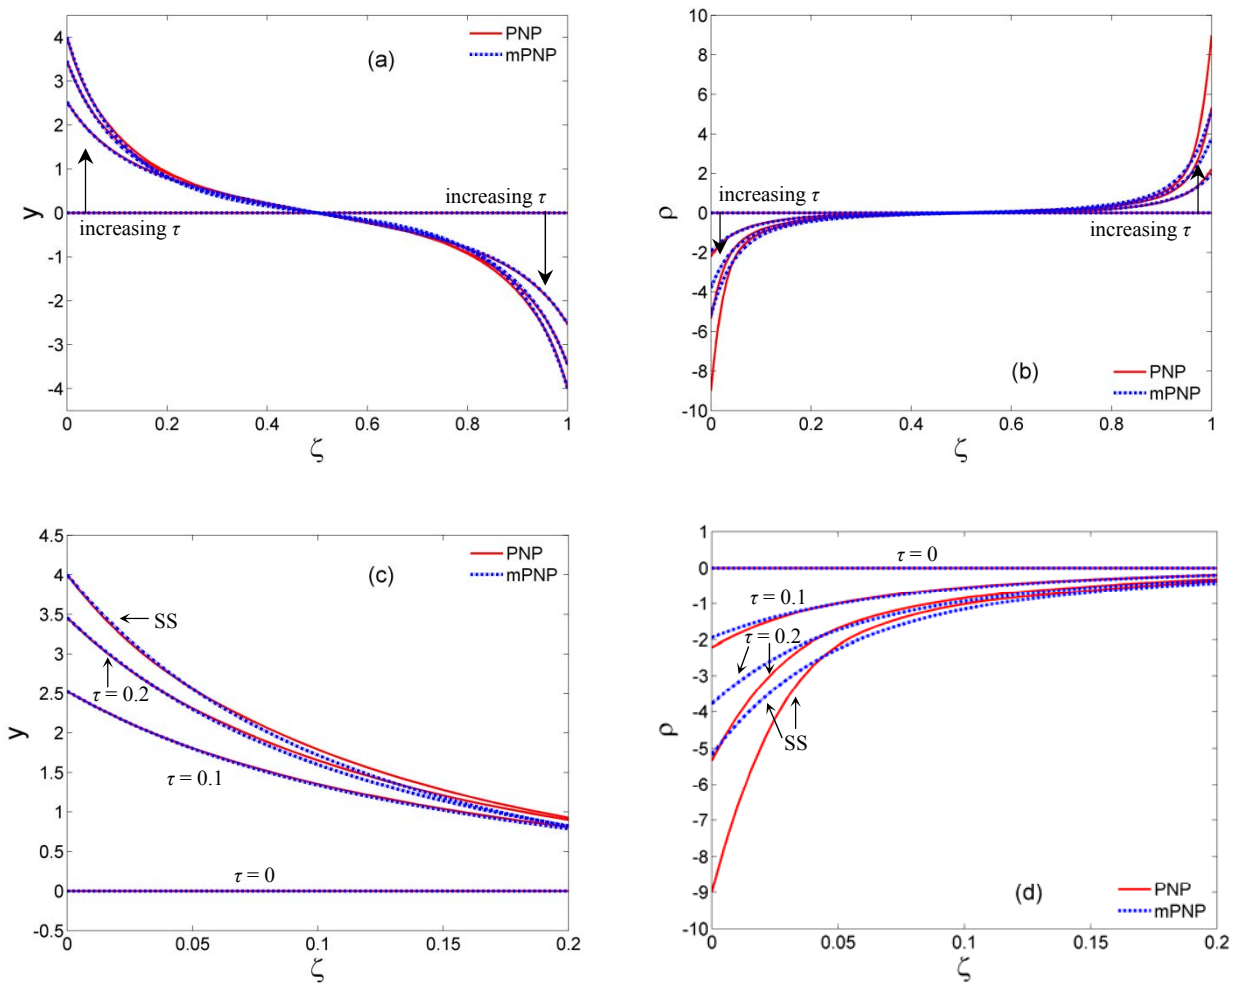 4
3
2
1
0
-1
-2
-3
-4
y
0 0.2 0.4 0.6 0.8 1
ζ
PNP
mPNP
(a)
increasing τ
increasing τ
10
8
6
4
2
0
-2
-4
-6
-8
-10
ρ
0 0.2 0.4 0.6 0.8 1
ζ
increasing τ
increasing τ
(b)
PNP
mPNP
4.5
4
3.5
3
2.5
2
1.5
1
0.5
0
-0.5
y
0 0.05 0.1 0.15 0.2
ζ
PNP
mPNP
(c)
SS
τ = 0.2
τ = 0.1
τ = 0
1
0
-1
-2
-3
-4
-5
-6
-7
-8
-9
-10
ρ
0 0.05 0.1 0.15 0.2
ζ
τ = 0
τ = 0.1
τ = 0.2
SS
(d)
PNP
mPNP